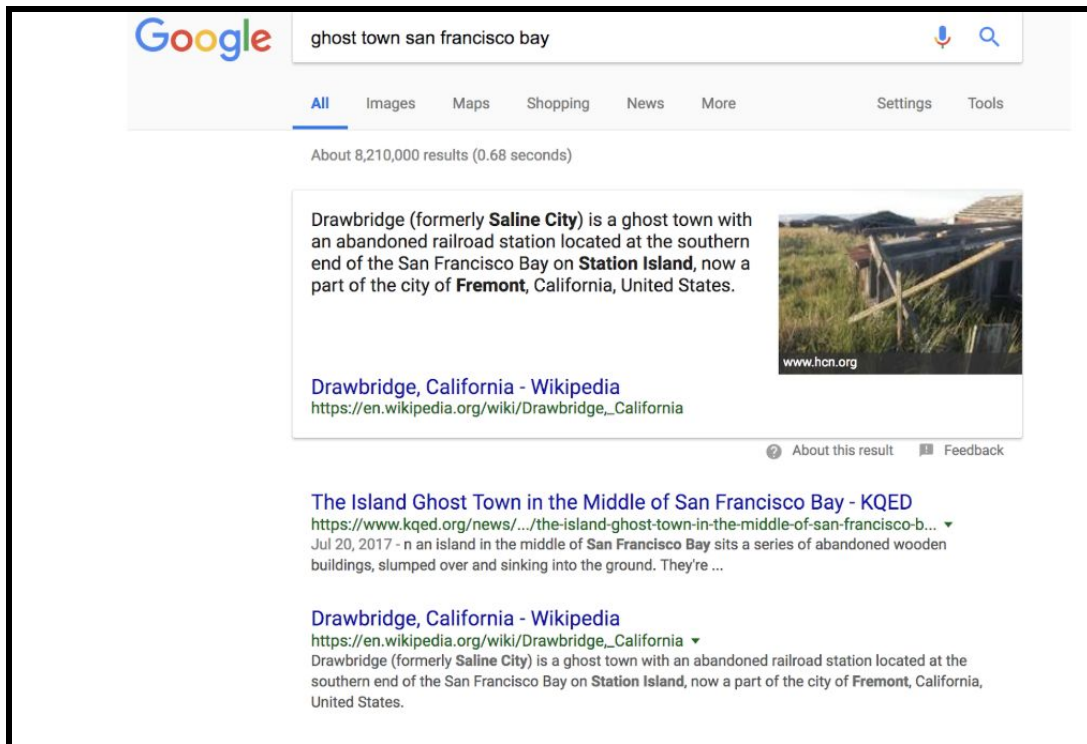 Google
ghost town san francisco bay
All Images Maps Shopping News More Settings Tools
About 8,210,000 results (0.68 seconds)
Drawbridge (formerly Saline City) is a ghost town with
an abandoned railroad station located at the southern
end of the San Francisco Bay on Station Island, now a
part of the city of Fremont, California, United States.
www.hcn.org
Drawbridge, California - Wikipedia
https://en.wikipedia.org/wiki/Drawbridge,_California
About this result Feedback
The Island Ghost Town in the Middle of San Francisco Bay - KQED
https://www.kqed.org/news/.../the-island-ghost-town-in-the-middle-of-san-francisco-b...
Jul 20, 2017 - n an island in the middle of San Francisco Bay sits a series of abandoned wooden
buildings, slumped over and sinking into the ground. They're ...
Drawbridge, California - Wikipedia
https://en.wikipedia.org/wiki/Drawbridge,_California
Drawbridge (formerly Saline City) is a ghost town with an abandoned railroad station located at the
southern end of the San Francisco Bay on Station Island, now a part of the city of Fremont, California,
United States.